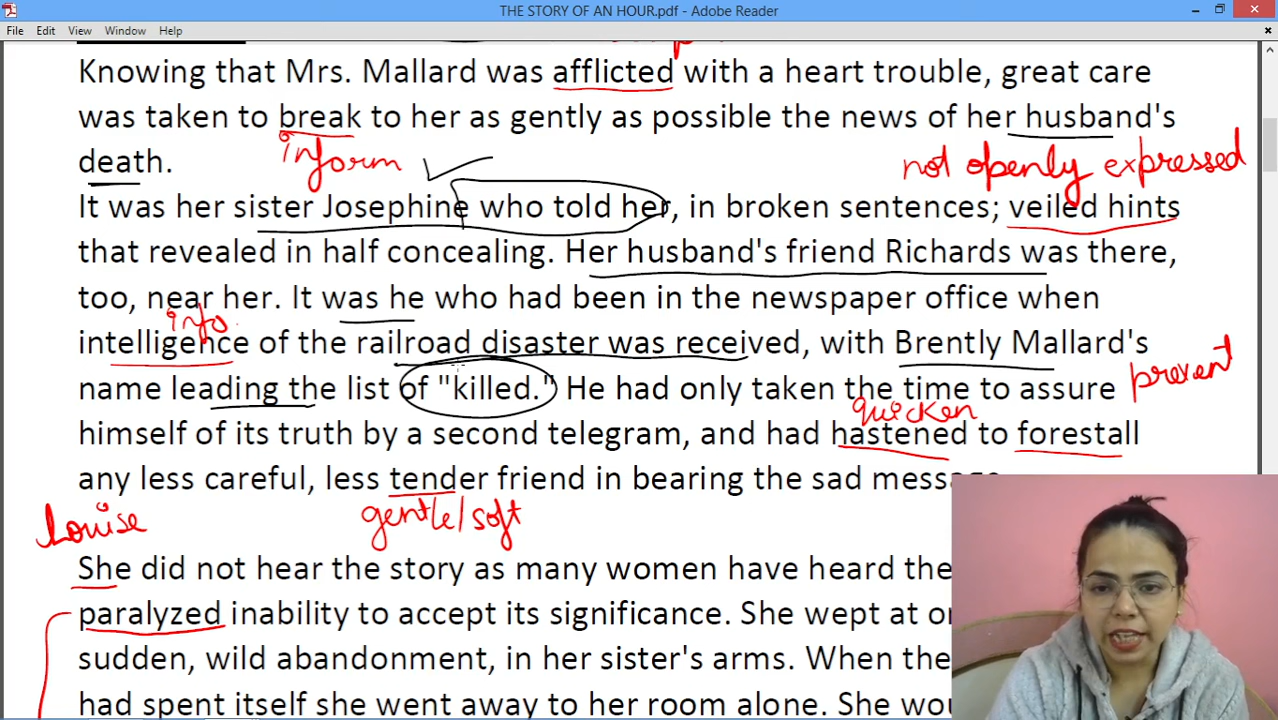 THE STORY OF AN HOUR.pdf - Adobe Reader
File Edit View Window Help
Knowing that Mrs. Mallard was afflicted with a heart trouble, great care
was taken to break to her as gently as possible the news of her husband's
inform
not openly expressed
death.
It was her sister Josephine who told her, in broken sentences; veiled hints
that revealed in half concealing. Her husband's friend Richards was there,
too, near her. It was he who had been in the newspaper office when
info.
intelligence of the railroad disaster was received, with Brently Mallard's
prevent
name leading the list of "killed." He had only taken the time to assure
quicken
himself of its truth by a second telegram, and had hastened to forestall
any less careful, less tender friend in bearing the sad message.
gentle/soft
Louise
She did not hear the story as many women have heard the
paralyzed inability to accept its significance. She wept at
sudden, wild abandonment, in her sister's arms. When the
had spent itself she went away to her room alone. She